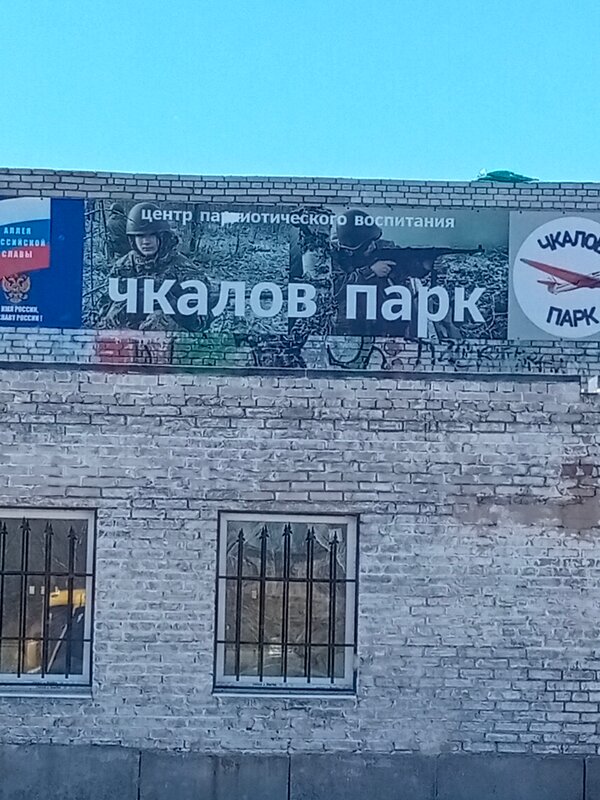 АЛЛЕЯ
РОССИЙСКОЙ
СЛАВЫ
центр патриотического воспитания
чкалов парк
ЧКАЛОВ
ПАРК